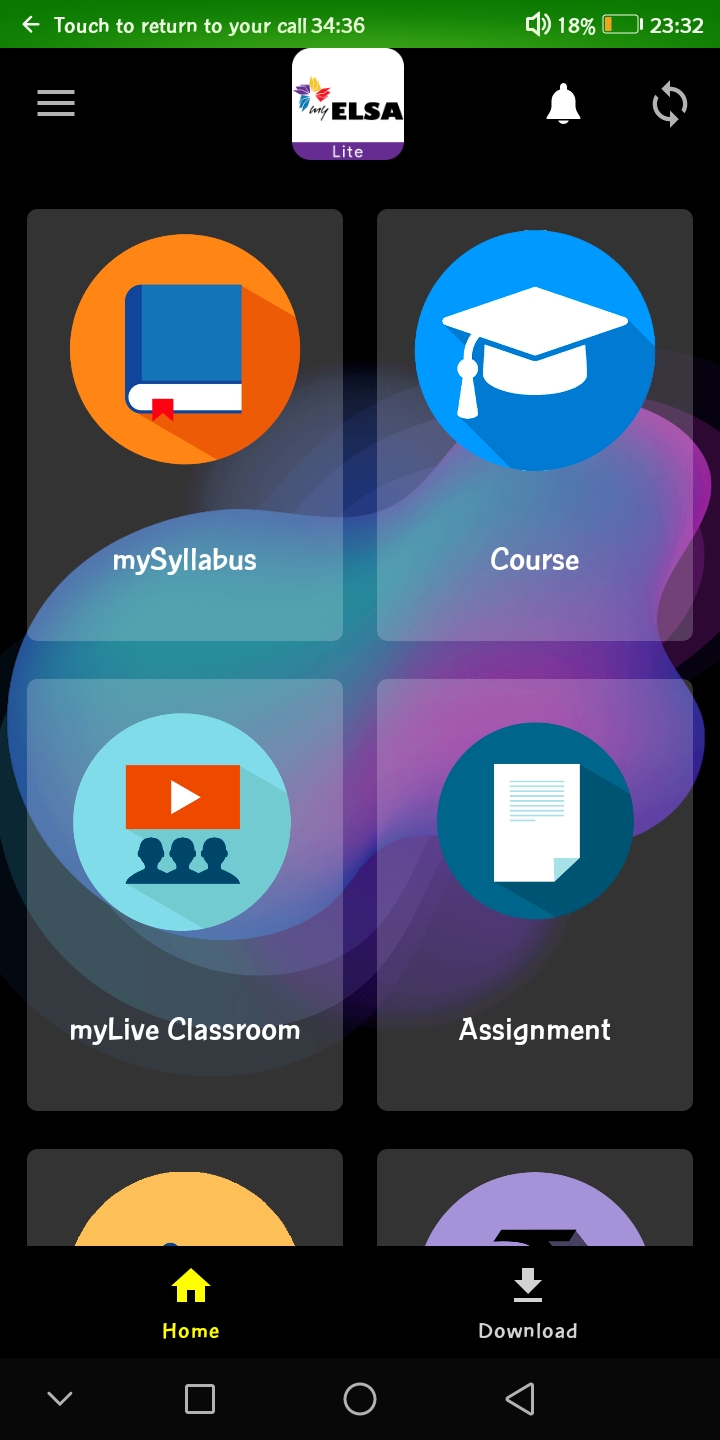 Touch to return to your call 34:36
18%
23:32
my ELSA
Lite
mySyllabus
Course
myLive Classroom
Assignment
Home
Download